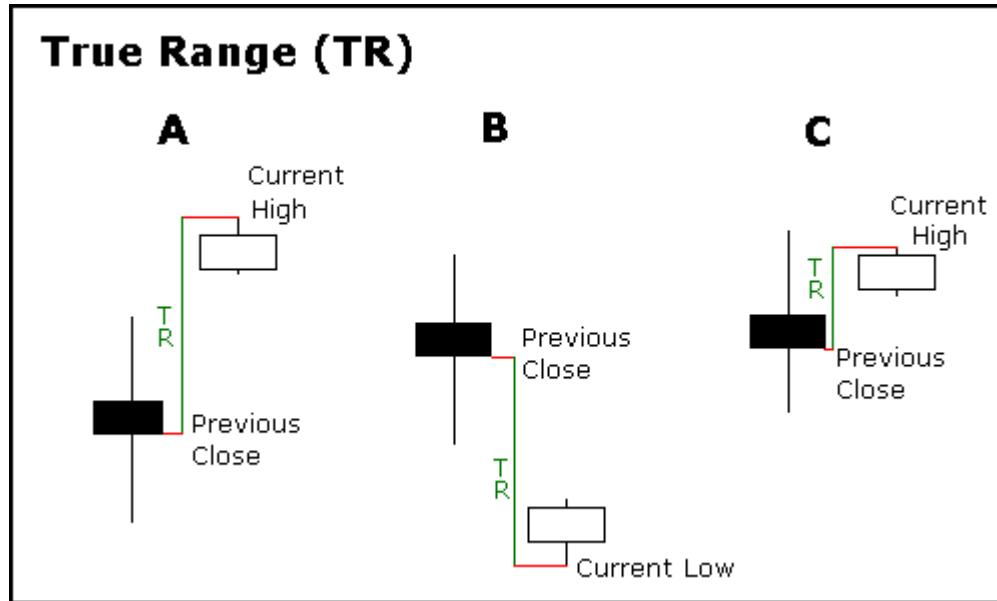 True Range (TR)
A
B
C
Current
High
T
R
Previous
Close
Previous
Close
T
R
Current Low
Current
High
T
R
Previous
Close